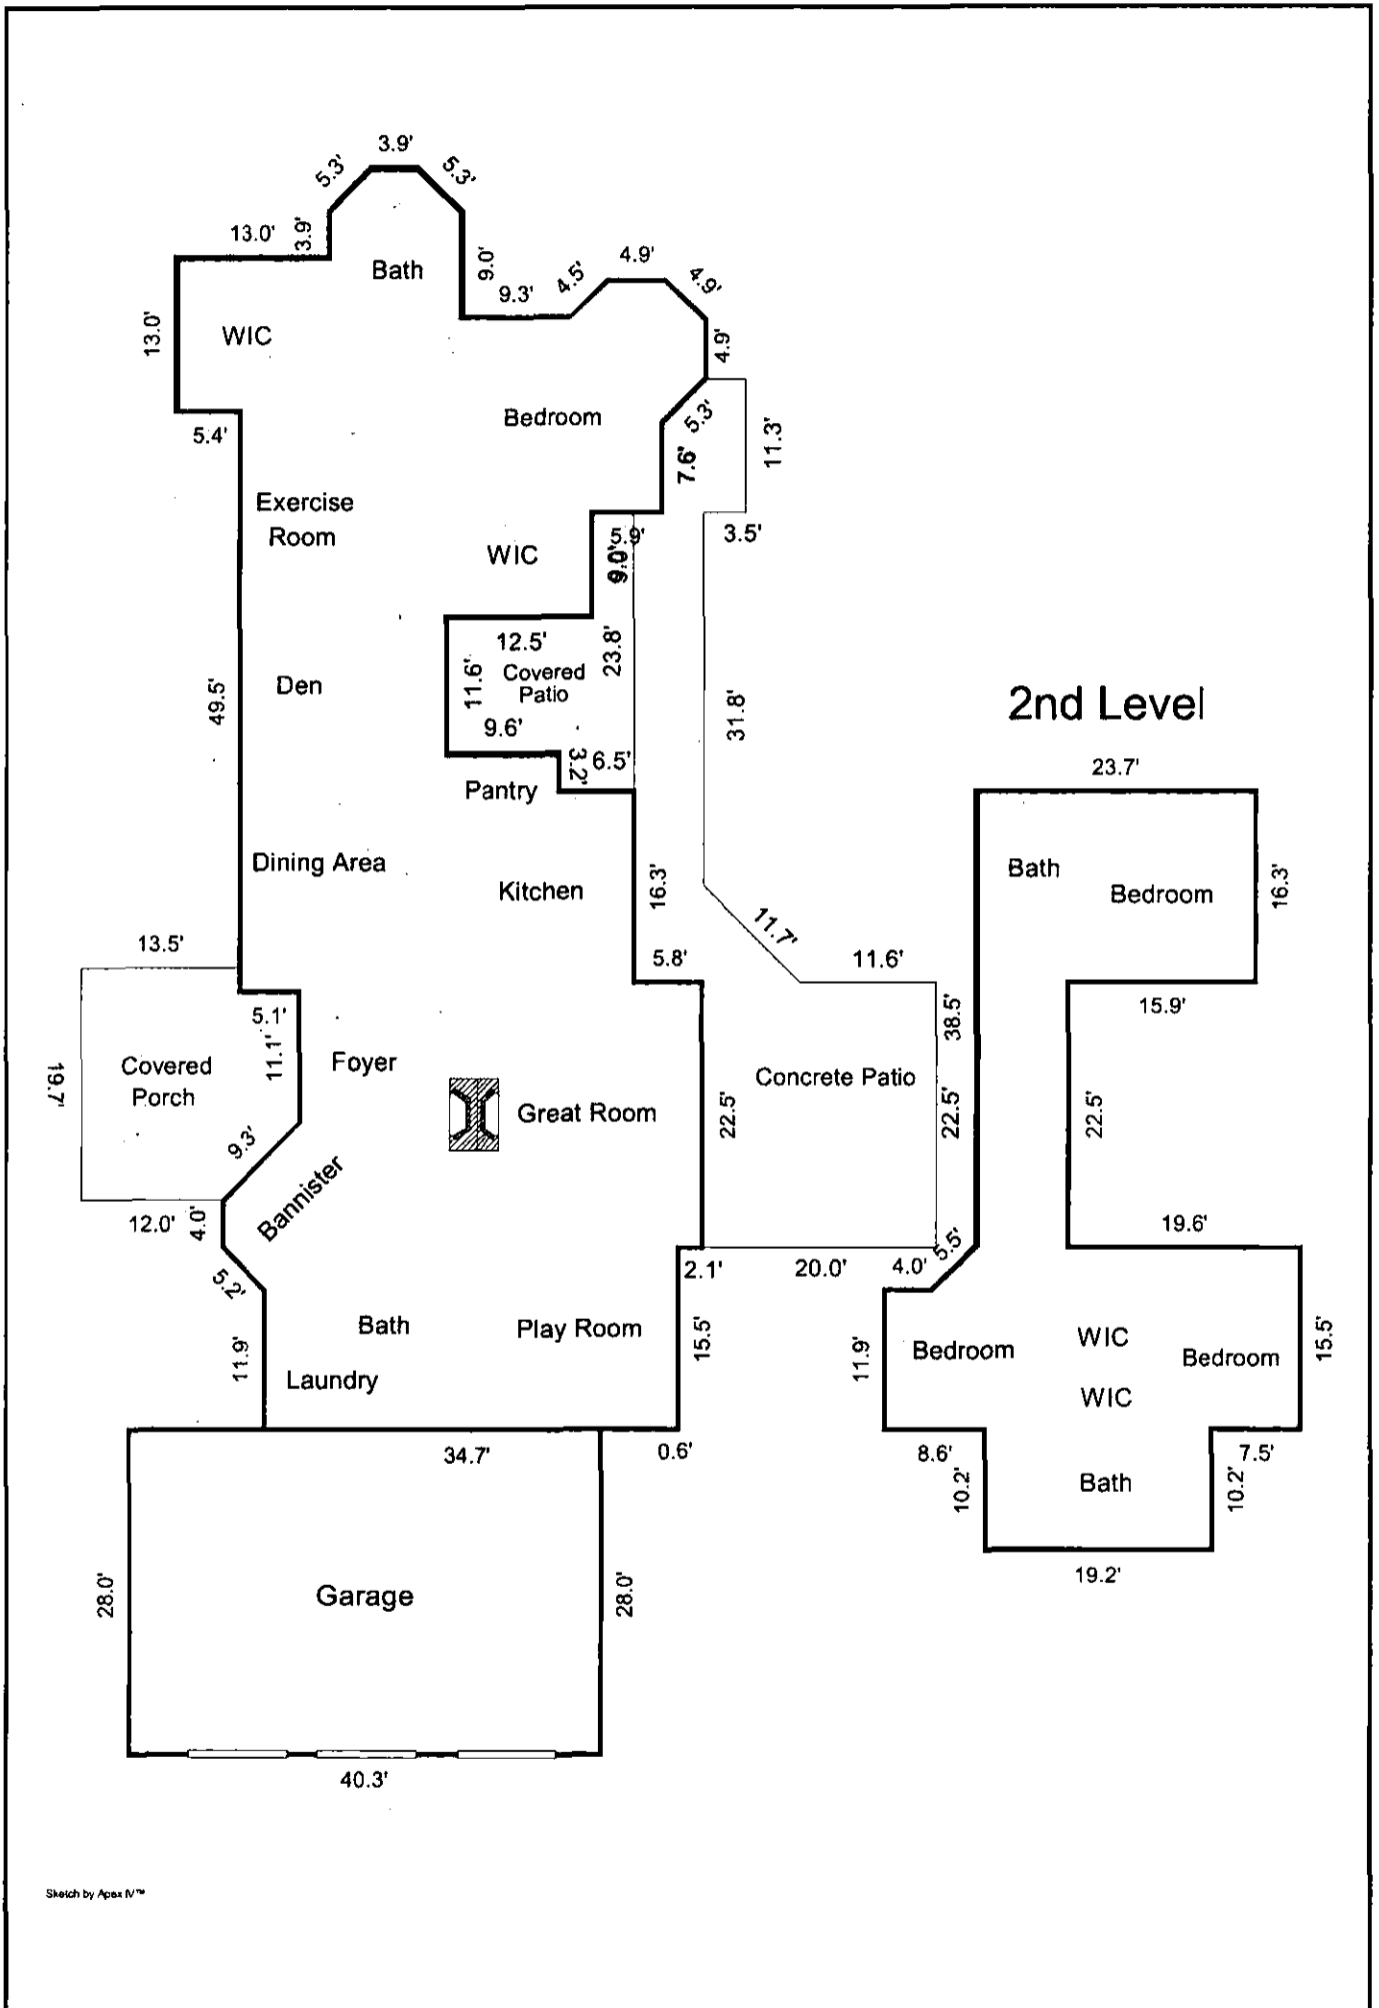 3.9'
5.3'
5.3'
13.0'
3.9'
Bath
9.0'
4.9'
4.5'
4.9'
9.3'
13.0'
WIC
4.9'
5.4'
Bedroom
5.3'
11.3'
7.6'
Exercise
Room
5.9'
3.5'
WIC
9.0'
12.5'
23.8'
Covered
Patio
11.6'
Den
49.5'
9.6'
31.8'
2nd Level
3.2'
6.5'
Pantry
23.7'
Dining Area
Kitchen
16.3'
Bath
Bedroom
16.3'
13.5'
11.7'
5.8'
11.6'
5.1'
38.5'
15.9'
11.1'
Foyer
Covered
Porch
19.7'
Concrete Patio
Great Room
22.5'
22.5'
22.5'
9.3'
Bannister
12.0'
4.0'
19.6'
5.5'
5.2'
2.1'
20.0'
4.0'
Bath
Play Room
15.5'
11.9'
Laundry
11.9'
Bedroom
WIC
Bedroom
15.5'
WIC
34.7'
0.6'
8.6'
7.5'
10.2'
Bath
10.2'
28.0'
Garage
28.0'
19.2'
40.3'
Sketch by Apex IV™